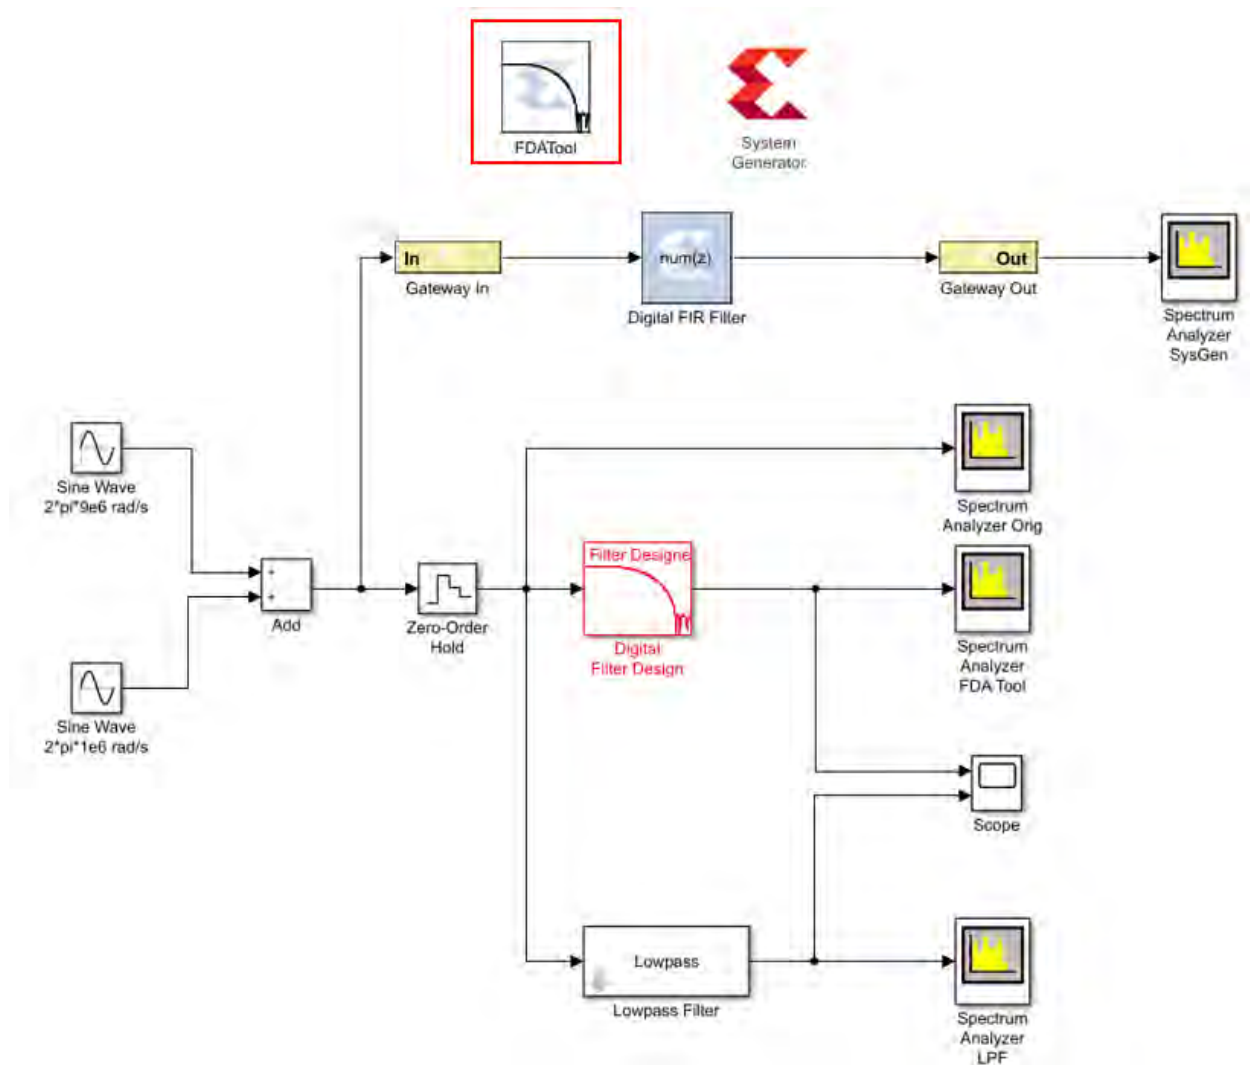 FDATool
System
Generator
In
Gateway In
num(z)
Digital FIR Filter
Out
Gateway Out
Spectrum
Analyzer
SysGen
Sine Wave
2*pi*9e6 rad/s
Spectrum
Analyzer Orig
Add
Zero-Order
Hold
Filter Designe
Digital
Filter Design
Spectrum
Analyzer
FDA Tool
Sine Wave
2*pi*1e6 rad/s
Scope
Lowpass
Lowpass Filter
Spectrum
Analyzer
LPF